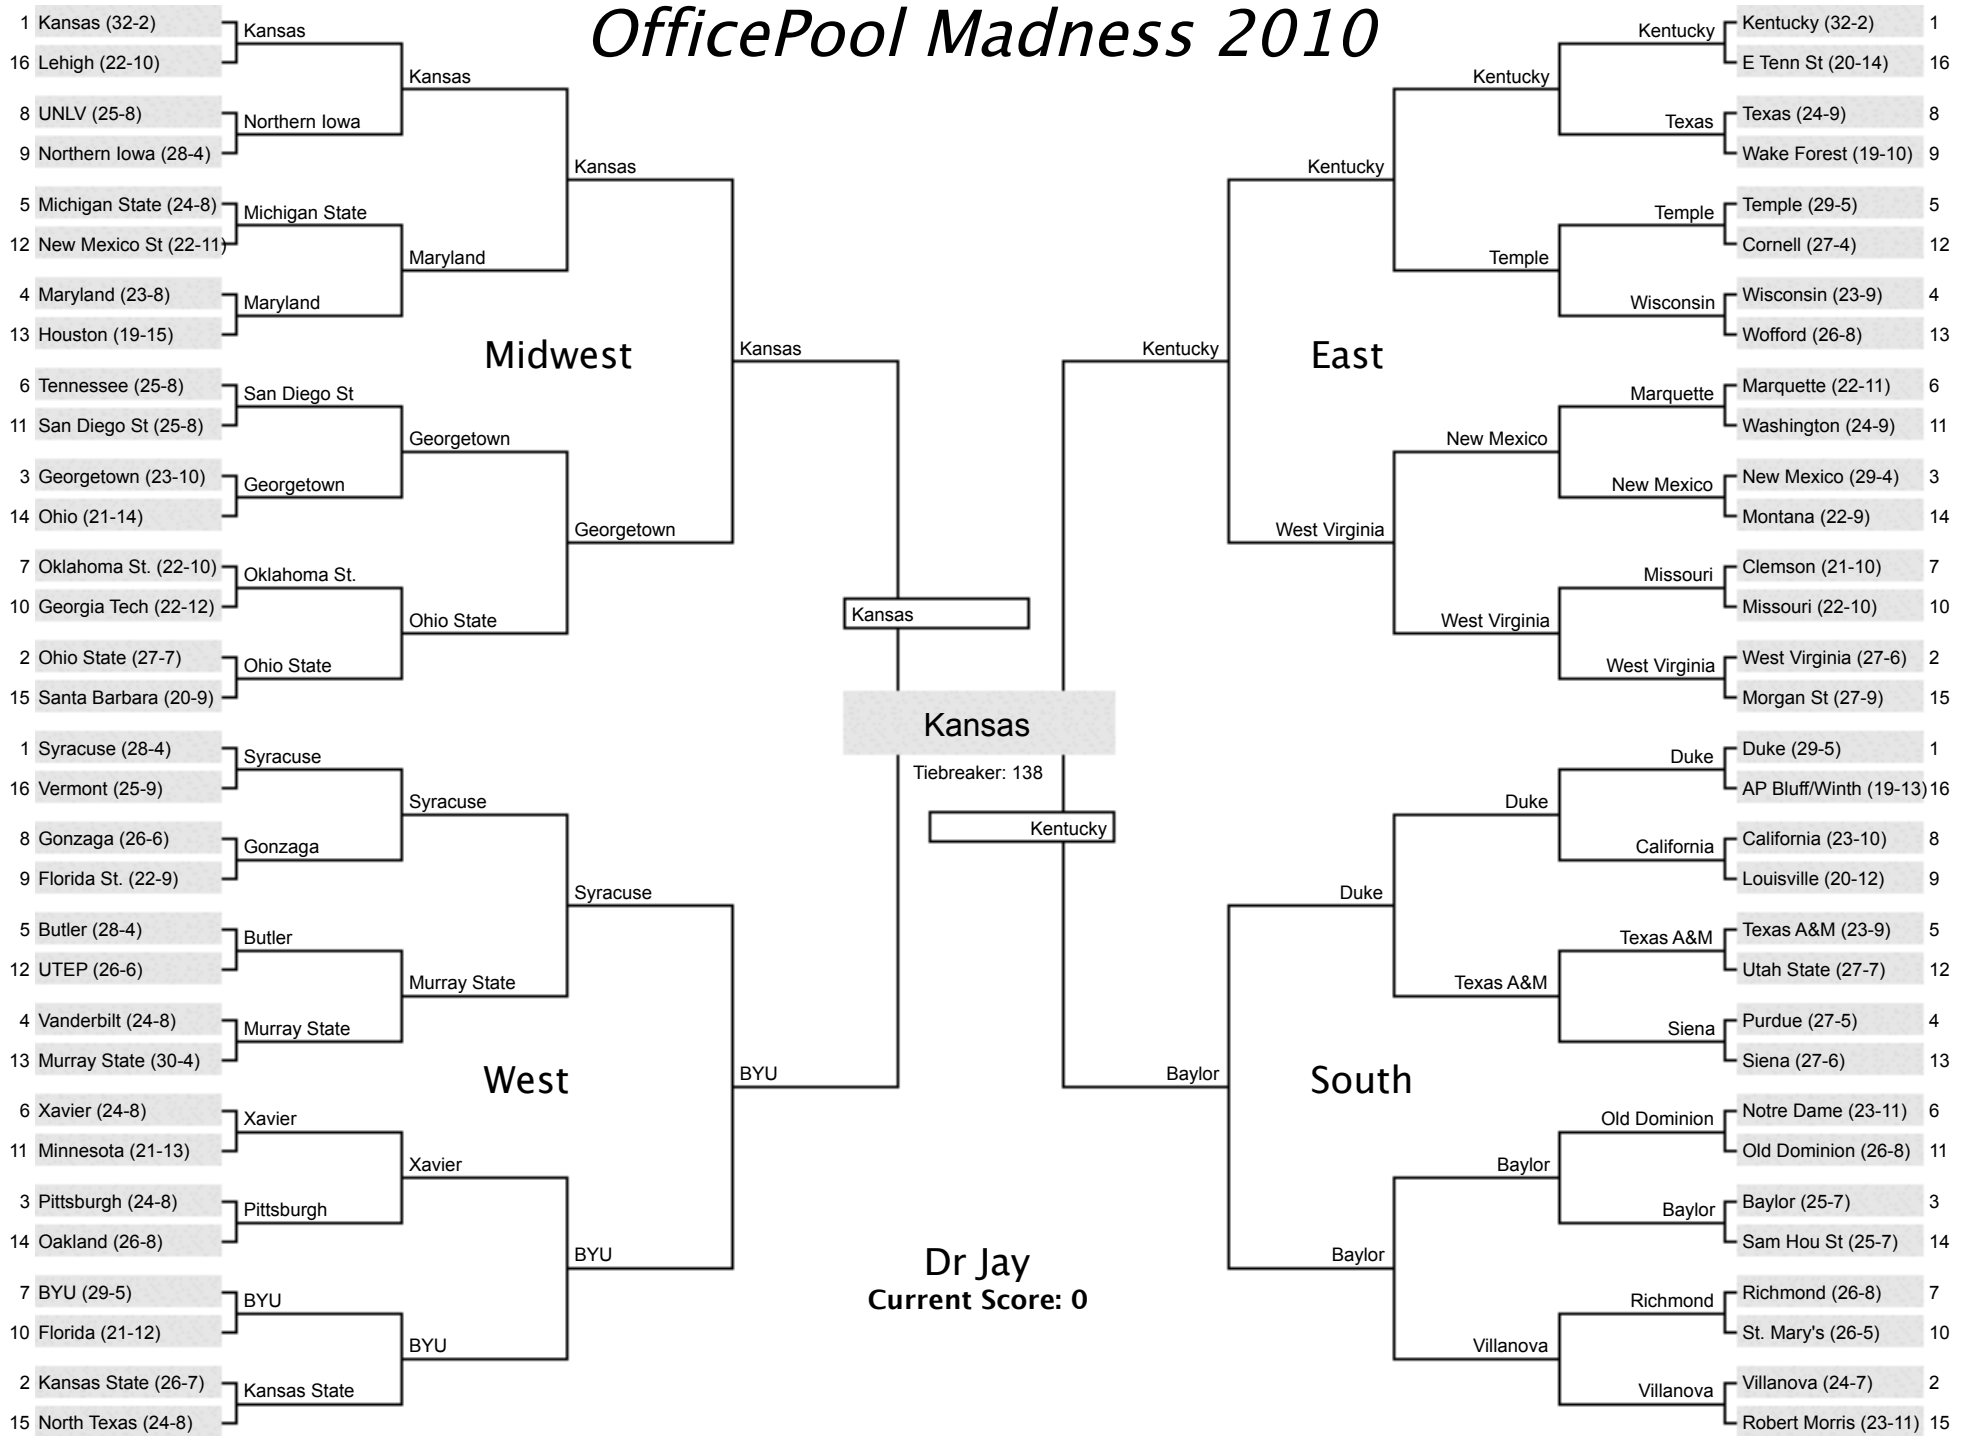 OfficePool Madness 2010
1 Kansas (32-2)
16 Lehigh (22-10)
8 UNLV (25-8)
9 Northern Iowa (28-4)
5 Michigan State (24-8)
12 New Mexico St (22-11)
4 Maryland (23-8)
13 Houston (19-15)
6 Tennessee (25-8)
11 San Diego St (25-8)
3 Georgetown (23-10)
14 Ohio (21-14)
7 Oklahoma St. (22-10)
10 Georgia Tech (22-12)
2 Ohio State (27-7)
15 Santa Barbara (20-9)
Kansas
Northern Iowa
Michigan State
Maryland
San Diego St
Georgetown
Oklahoma St.
Ohio State
Kansas
Maryland
Georgetown
Ohio State
Kansas
Georgetown
Kansas
Midwest
1 Syracuse (28-4)
16 Vermont (25-9)
8 Gonzaga (26-6)
9 Florida St. (22-9)
5 Butler (28-4)
12 UTEP (26-6)
4 Vanderbilt (24-8)
13 Murray State (30-4)
6 Xavier (24-8)
11 Minnesota (21-13)
3 Pittsburgh (24-8)
14 Oakland (26-8)
7 BYU (29-5)
10 Florida (21-12)
2 Kansas State (26-7)
15 North Texas (24-8)
Syracuse
Gonzaga
Butler
Murray State
Xavier
Pittsburgh
BYU
Kansas State
Syracuse
Murray State
Xavier
BYU
Syracuse
BYU
BYU
West
Kansas
Kansas
Tiebreaker: 138
Kentucky
Dr Jay
Current Score: 0
Kentucky (32-2) 1
E Tenn St (20-14) 16
Texas (24-9) 8
Wake Forest (19-10) 9
Temple (29-5) 5
Cornell (27-4) 12
Wisconsin (23-9) 4
Wofford (26-8) 13
Marquette (22-11) 6
Washington (24-9) 11
New Mexico (29-4) 3
Montana (22-9) 14
Clemson (21-10) 7
Missouri (22-10) 10
West Virginia (27-6) 2
Morgan St (27-9) 15
Kentucky
Texas
Temple
Wisconsin
Marquette
New Mexico
Missouri
West Virginia
Kentucky
Temple
New Mexico
West Virginia
Kentucky
West Virginia
Kentucky
East
Duke (29-5) 1
AP Bluff/Winth (19-13) 16
California (23-10) 8
Louisville (20-12) 9
Texas A&M (23-9) 5
Utah State (27-7) 12
Purdue (27-5) 4
Siena (27-6) 13
Notre Dame (23-11) 6
Old Dominion (26-8) 11
Baylor (25-7) 3
Sam Hou St (25-7) 14
Richmond (26-8) 7
St. Mary's (26-5) 10
Villanova (24-7) 2
Robert Morris (23-11) 15
Duke
California
Texas A&M
Siena
Old Dominion
Baylor
Richmond
Villanova
Duke
Texas A&M
Baylor
Villanova
Duke
Baylor
Baylor
South